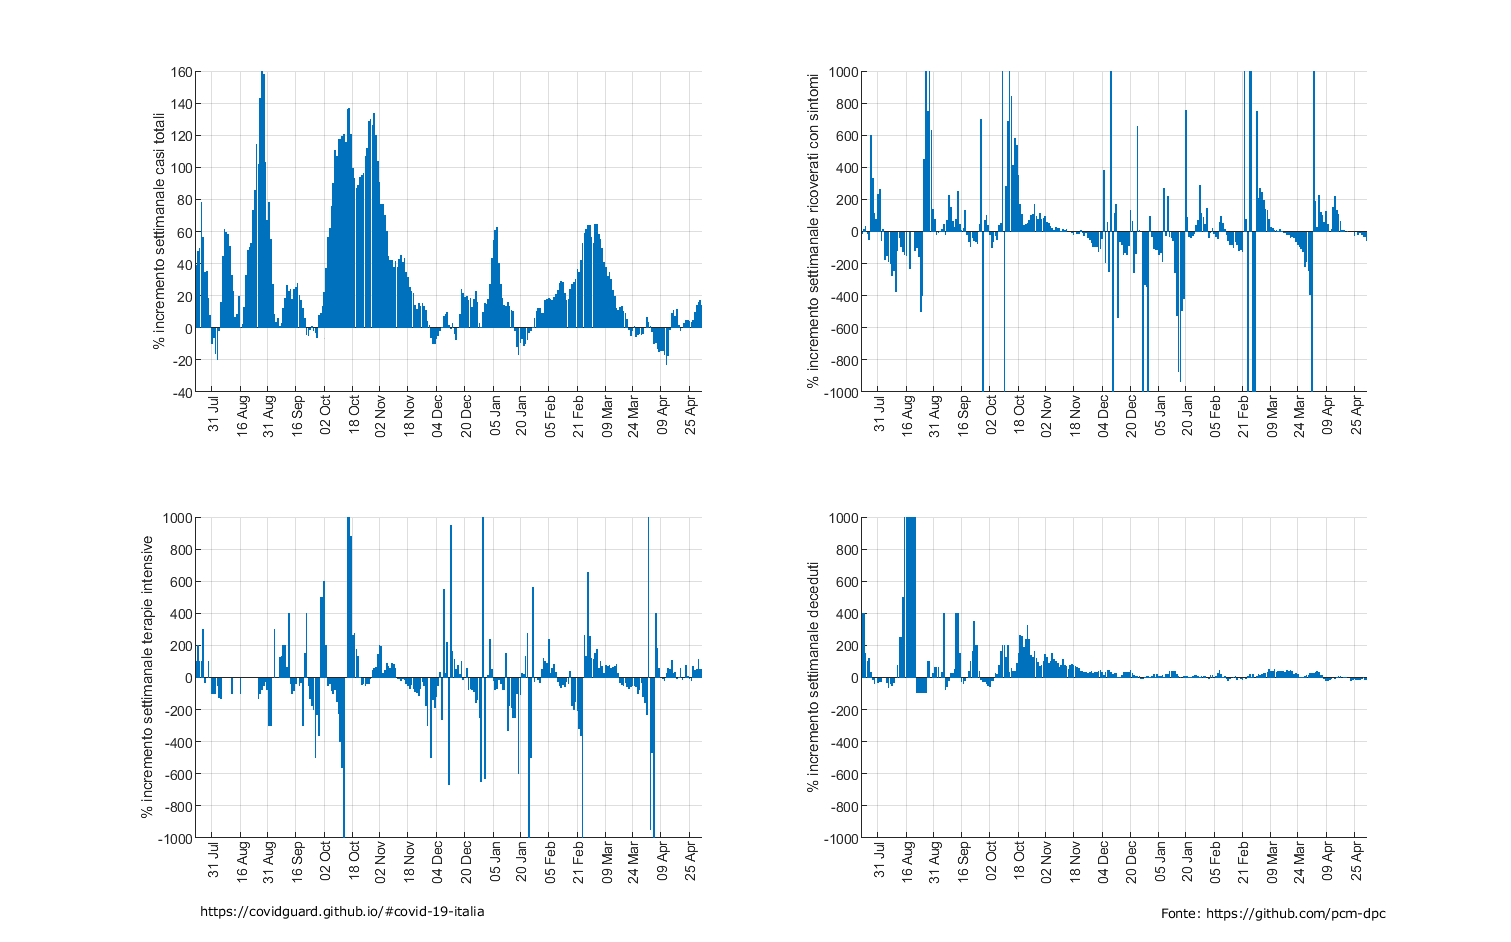 % incremento settimanale casi totali
160
140
120
100
80
60
40
20
0
-20
-40
31 Jul
16 Aug
31 Aug
16 Sep
02 Oct
18 Oct
02 Nov
18 Nov
04 Dec
20 Dec
05 Jan
20 Jan
05 Feb
21 Feb
09 Mar
24 Mar
09 Apr
25 Apr
% incremento settimanale ricoverati con sintomi
1000
800
600
400
200
0
-200
-400
-600
-800
-1000
31 Jul
16 Aug
31 Aug
16 Sep
02 Oct
18 Oct
02 Nov
18 Nov
04 Dec
20 Dec
05 Jan
20 Jan
05 Feb
21 Feb
09 Mar
24 Mar
09 Apr
25 Apr
% incremento settimanale terapie intensive
1000
800
600
400
200
0
-200
-400
-600
-800
-1000
31 Jul
16 Aug
31 Aug
16 Sep
02 Oct
18 Oct
02 Nov
18 Nov
04 Dec
20 Dec
05 Jan
20 Jan
05 Feb
21 Feb
09 Mar
24 Mar
09 Apr
25 Apr
% incremento settimanale deceduti
1000
800
600
400
200
0
-200
-400
-600
-800
-1000
31 Jul
16 Aug
31 Aug
16 Sep
02 Oct
18 Oct
02 Nov
18 Nov
04 Dec
20 Dec
05 Jan
20 Jan
05 Feb
21 Feb
09 Mar
24 Mar
09 Apr
25 Apr
https://covidguard.github.io/#covid-19-italia
Fonte: https://github.com/pcm-dpc